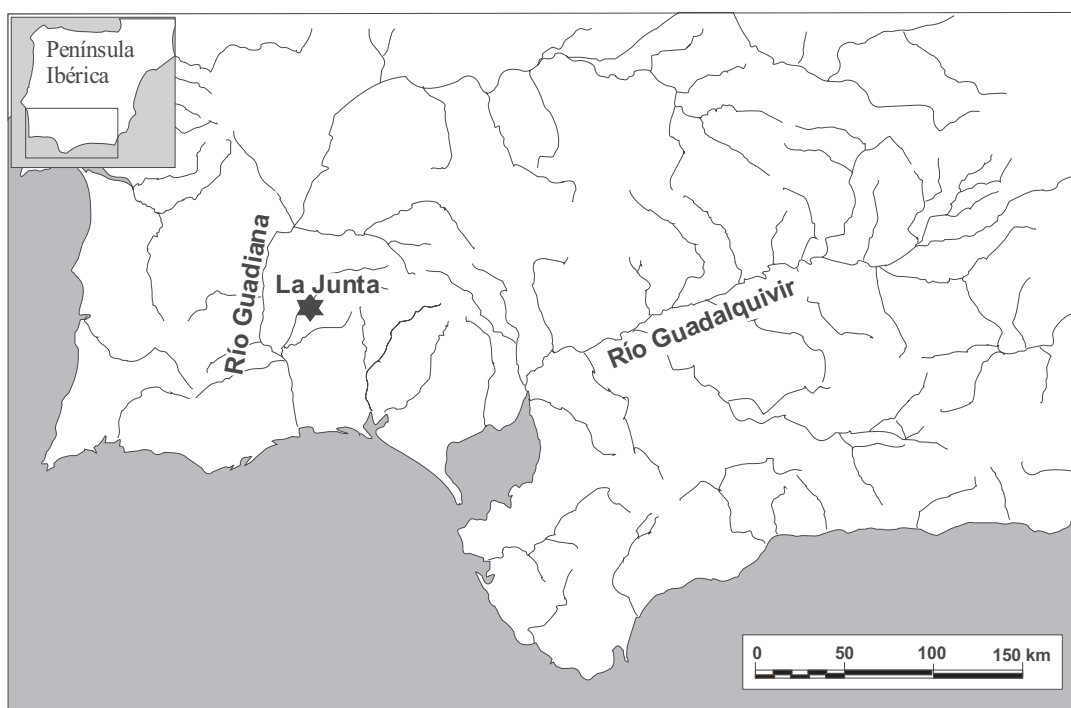 Península
Ibérica
Río Guadiana
La Junta
Río Guadalquivir
0 50 100 150 km